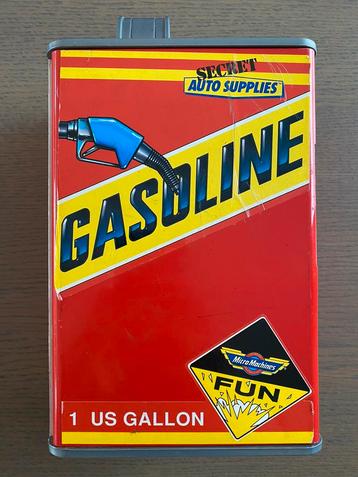 SECRET
AUTO SUPPLIES
GASOLINE
Micro Machines
FUN
1 US GALLON